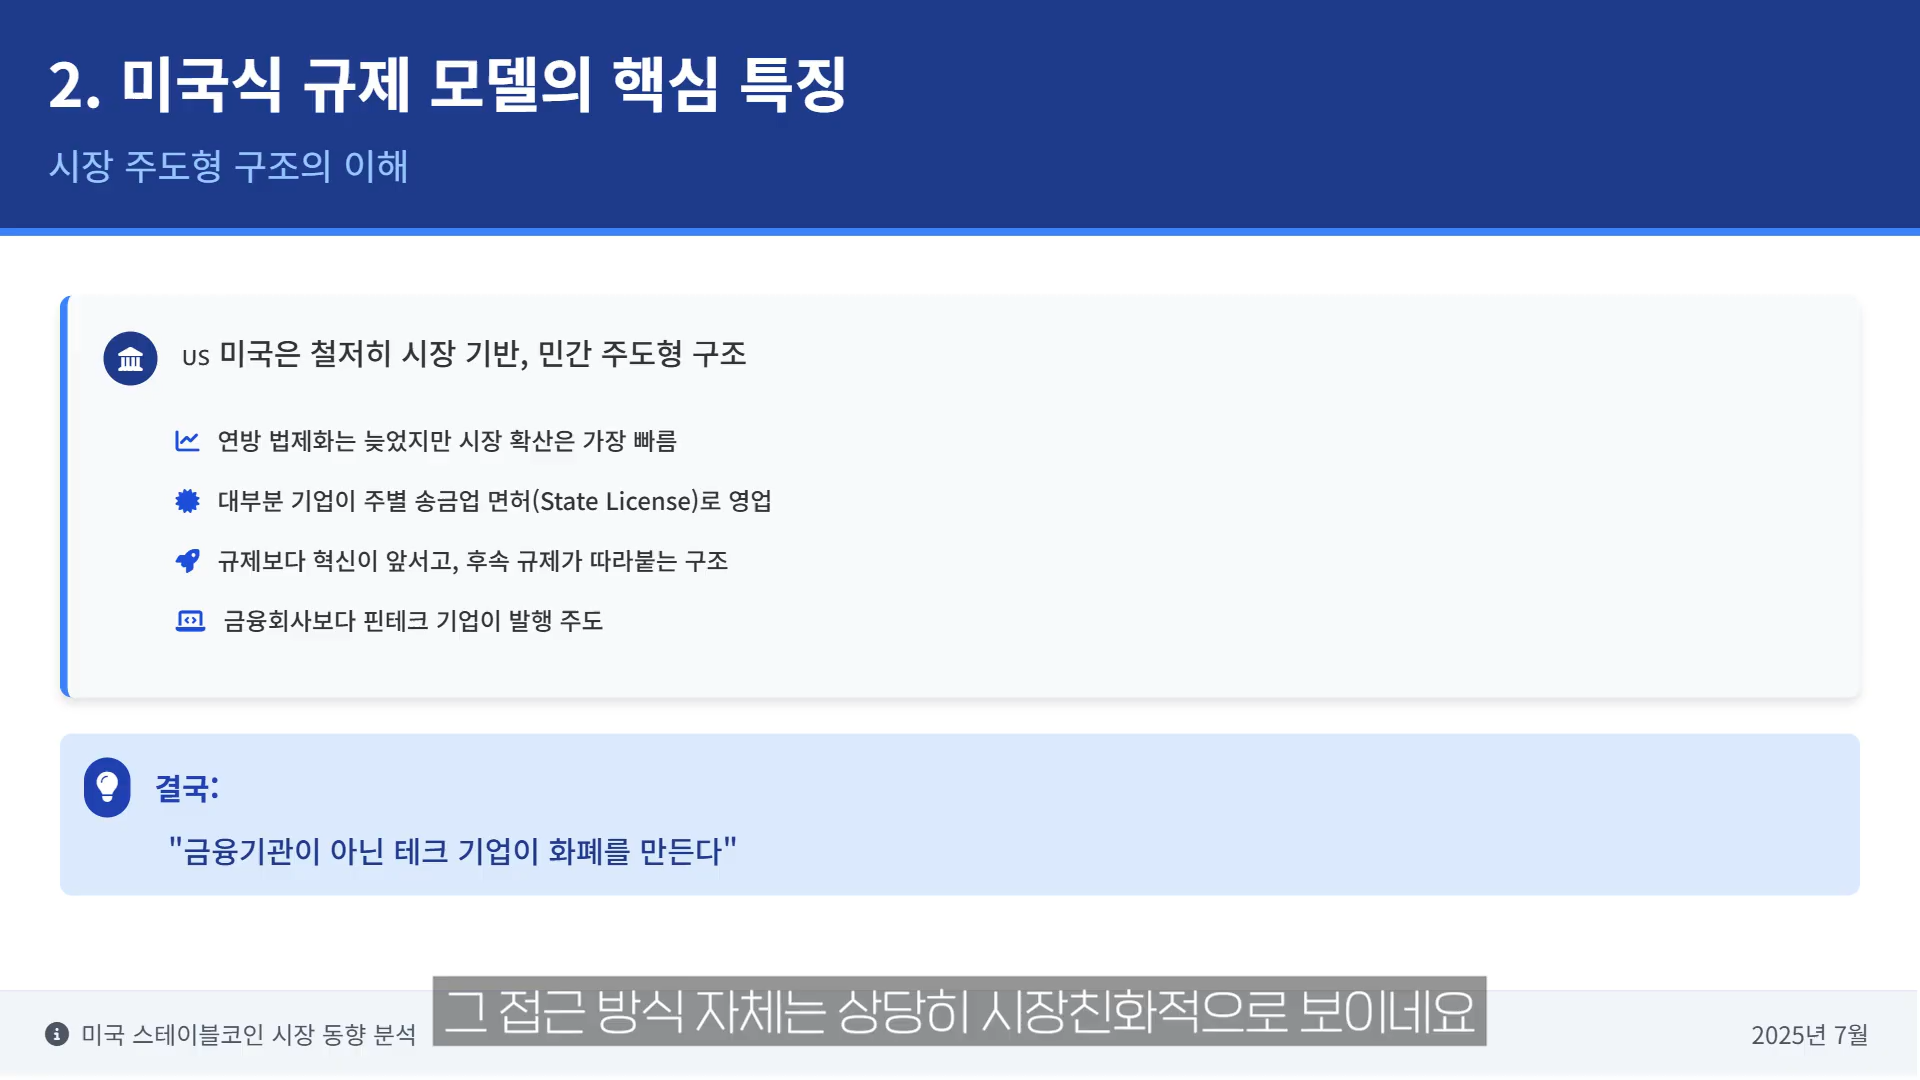 2. 미국식 규제 모델의 핵심 특징
시장 주도형 구조의 이해
US 미국은 철저히 시장 기반, 민간 주도형 구조
연방 법제화는 늦었지만 시장 확산은 가장 빠름
대부분 기업이 주별 송금업 면허(State License)로 영업
규제보다 혁신이 앞서고, 후속 규제가 따라붙는 구조
금융회사보다 핀테크 기업이 발행 주도
결국:
"금융기관이 아닌 테크 기업이 화폐를 만든다"
그 접근 방식 자체는 상당히 시장친화적으로 보이네요
미국 스테이블코인 시장 동향 분석
2025년 7월